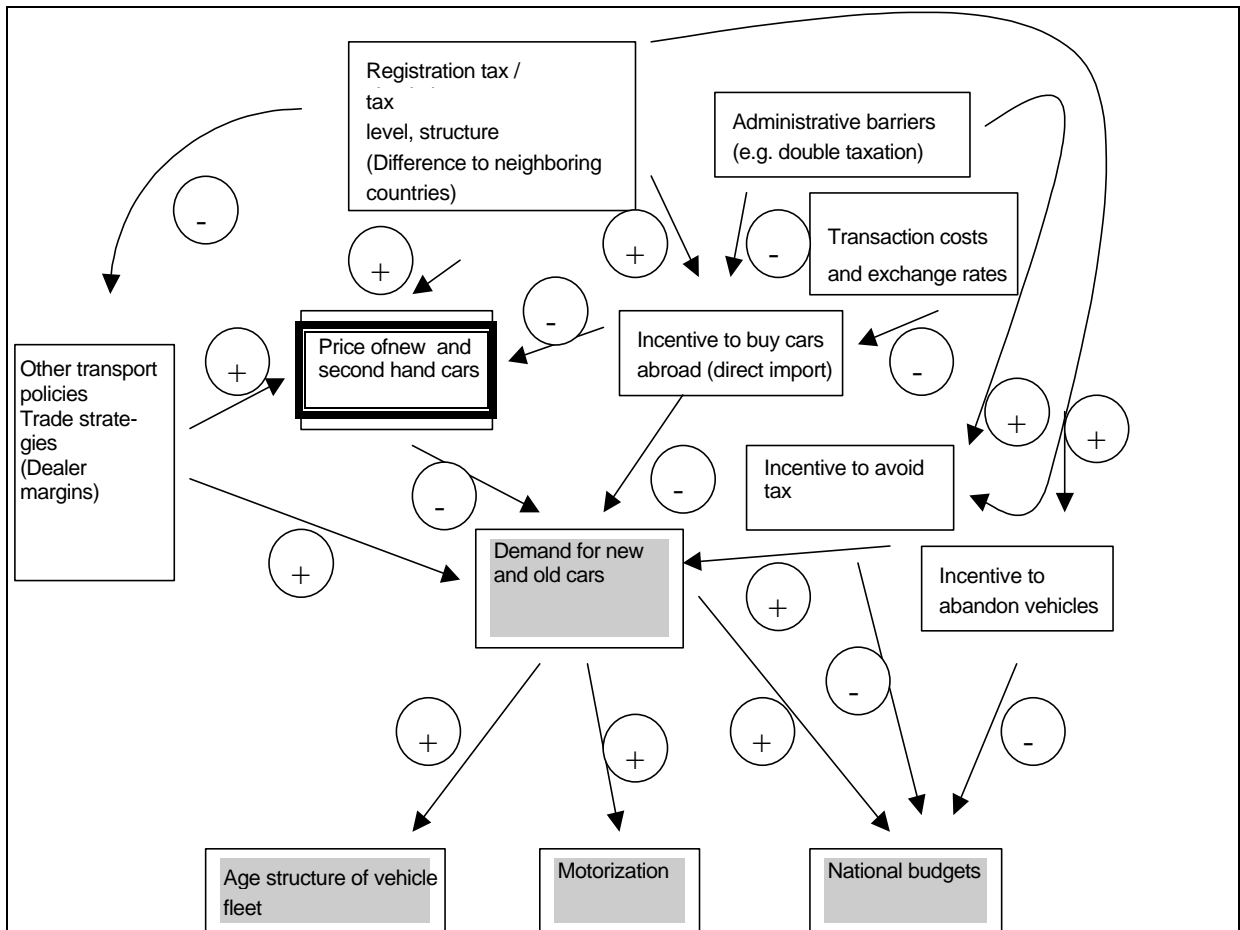 Registration tax /
tax
level, structure
(Difference to neighboring
countries)
Administrative barriers
(e.g. double taxation)
-
+
+
-
Transaction costs
and exchange rates
-
Price ofnew and
second hand cars
Incentive to buy cars
abroad (direct import)
-
Other transport
policies
Trade strate-
gies
(Dealer
margins)
+
+
+
-
-
Incentive to avoid
tax
+
Demand for new
and old cars
+
Incentive to
abandon vehicles
+
+
+
-
-
Age structure of vehicle
fleet
Motorization
National budgets